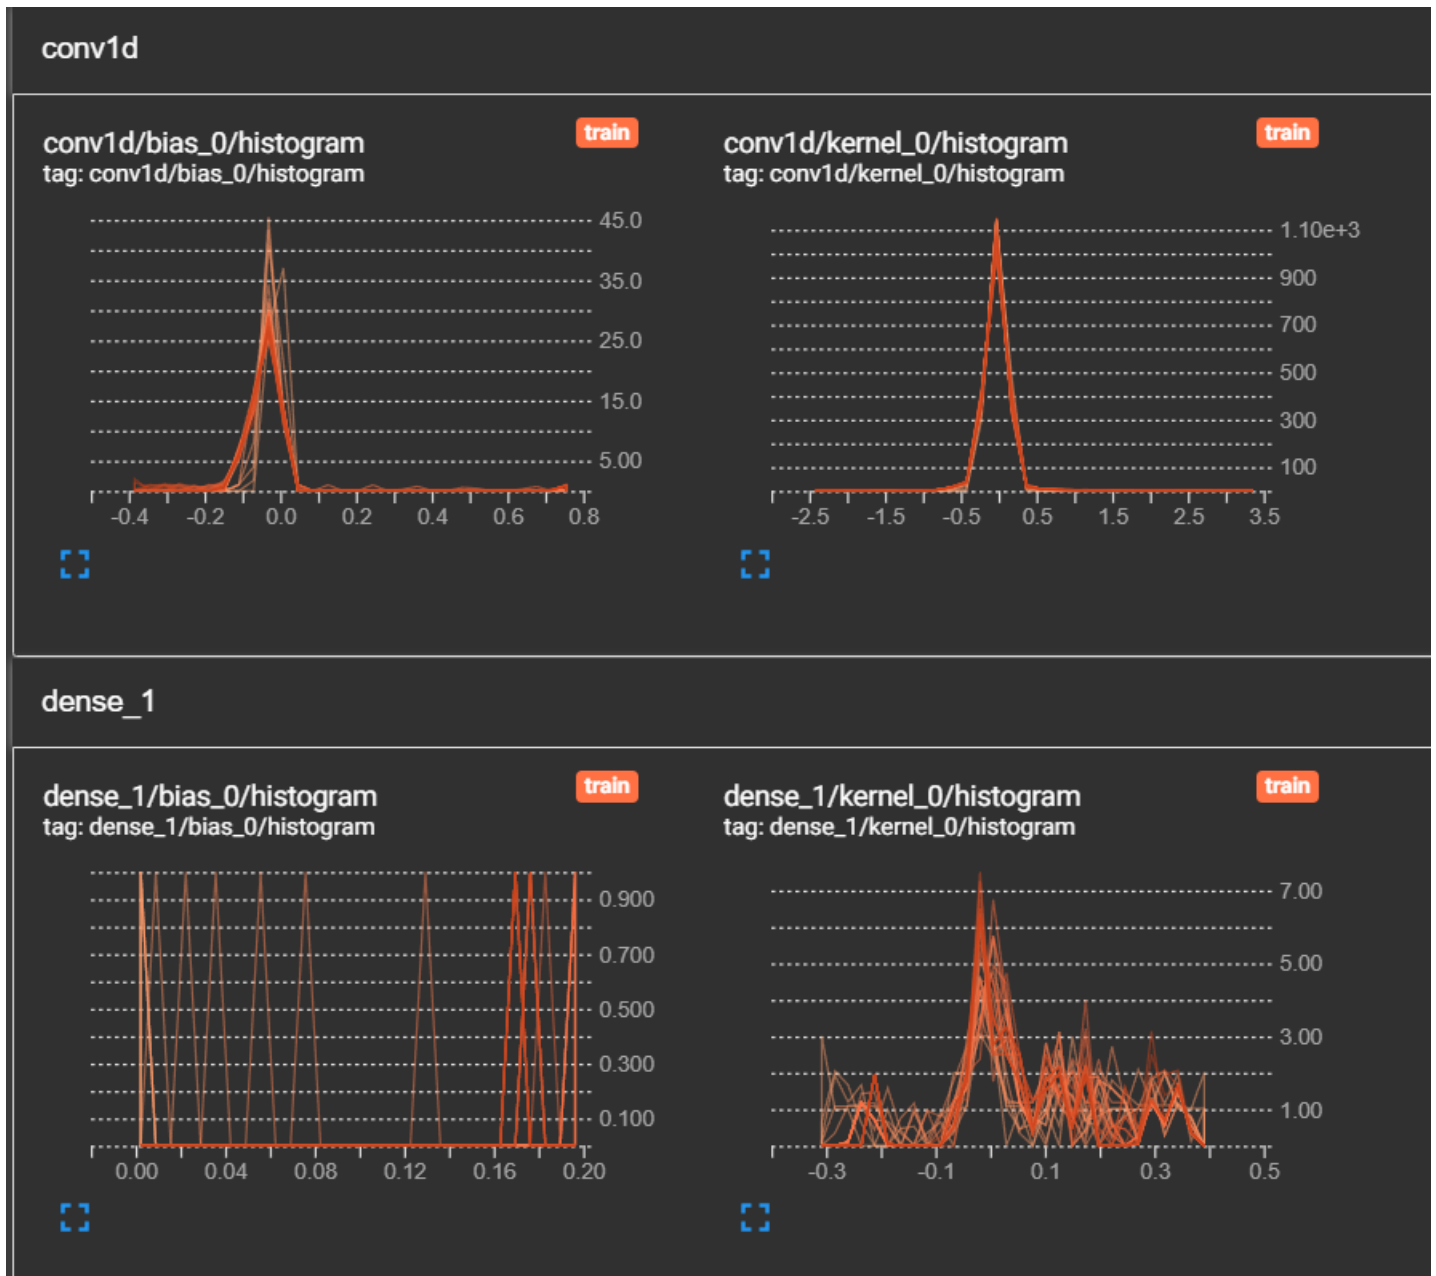 conv1d
conv1d/bias_0/histogram
train
tag: conv1d/bias_0/histogram
45.0
35.0
25.0
15.0
5.00
-0.4 -0.2 0.0 0.2 0.4 0.6 0.8
conv1d/kernel_0/histogram
train
tag: conv1d/kernel_0/histogram
1.10e+3
900
700
500
300
100
-2.5 -1.5 -0.5 0.5 1.5 2.5 3.5
dense_1
dense_1/bias_0/histogram
train
tag: dense_1/bias_0/histogram
0.900
0.700
0.500
0.300
0.100
0.00 0.04 0.08 0.12 0.16 0.20
dense_1/kernel_0/histogram
train
tag: dense_1/kernel_0/histogram
7.00
5.00
3.00
1.00
-0.3 -0.1 0.1 0.3 0.5